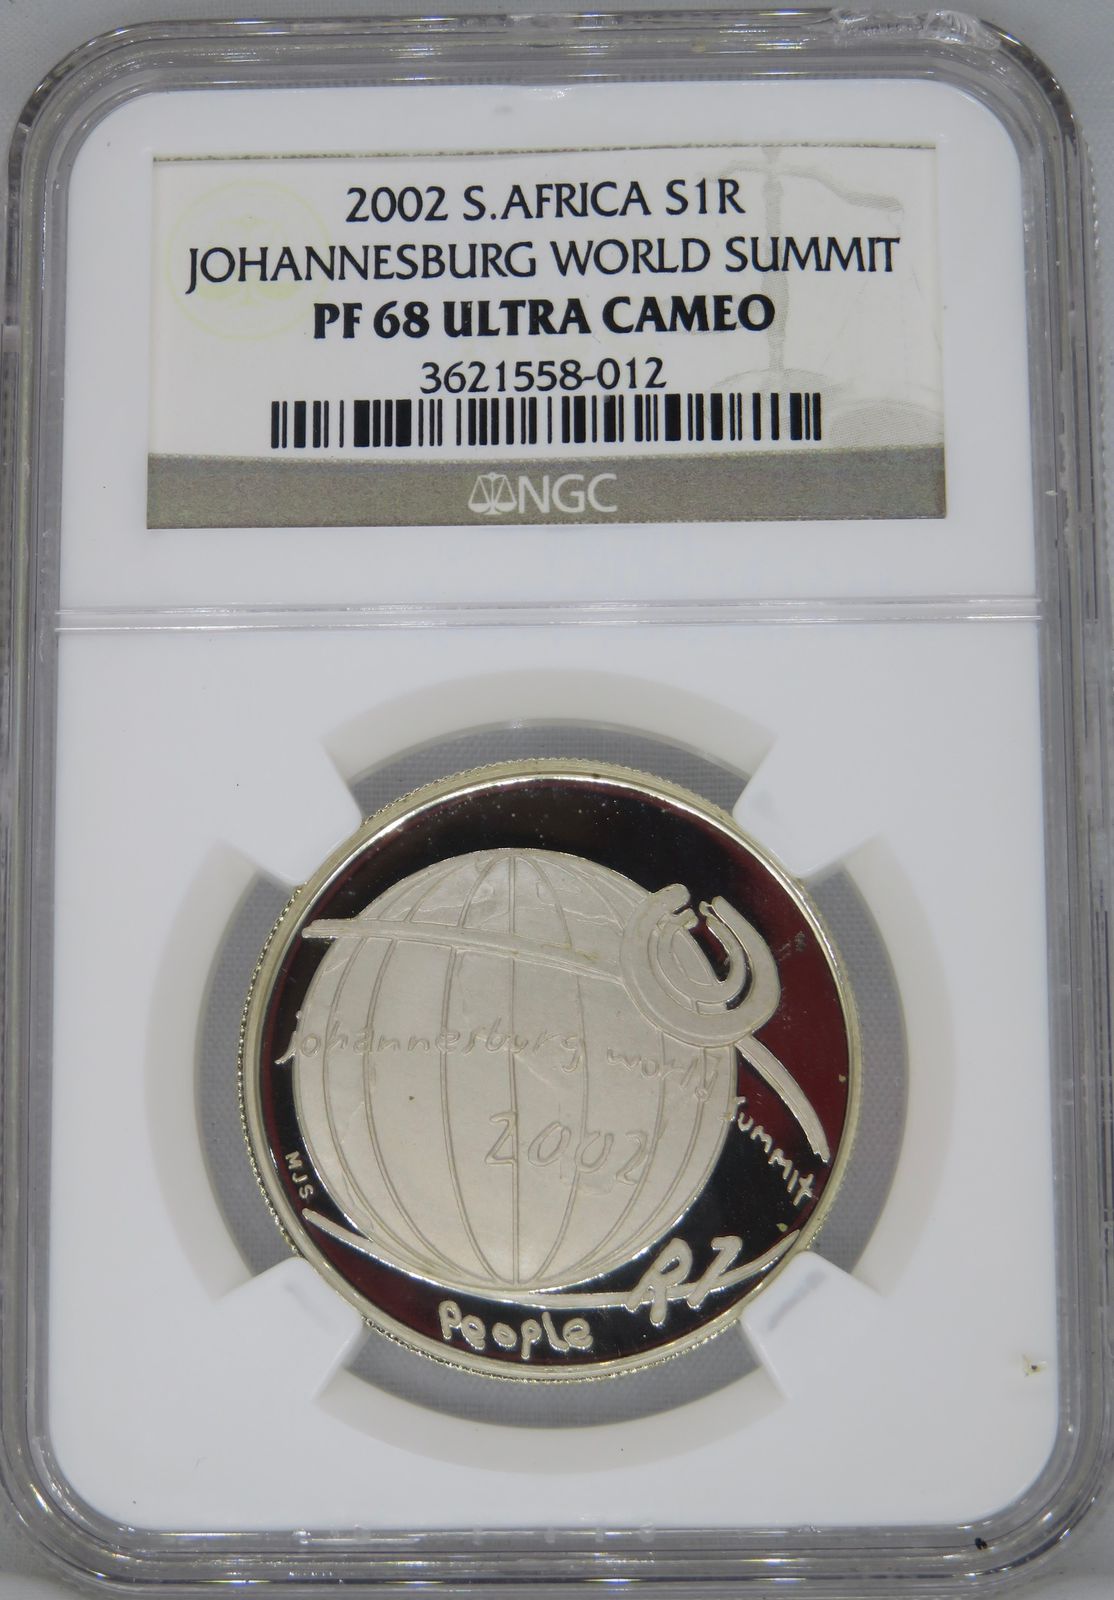 2002 S.AFRICA S1R
JOHANNESBURG WORLD SUMMIT
PF 68 ULTRA CAMEO
3621558-012
NGC
johannesburg world summit
2002
MJS
R1
People